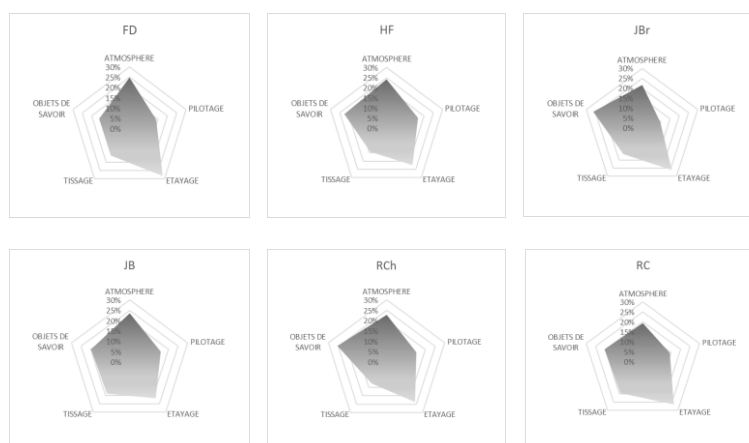 FD
ATMOSPHERE
30%
25%
20%
15%
10%
5%
0%
PILOTAGE
ETAYAGE
TISSAGE
OBJETS DE
SAVOIR
HF
ATMOSPHERE
30%
25%
20%
15%
10%
5%
0%
PILOTAGE
ETAYAGE
TISSAGE
OBJETS DE
SAVOIR
JBr
ATMOSPHERE
30%
25%
20%
15%
10%
5%
0%
PILOTAGE
ETAYAGE
TISSAGE
OBJETS DE
SAVOIR
JB
ATMOSPHERE
30%
25%
20%
15%
10%
5%
0%
PILOTAGE
ETAYAGE
TISSAGE
OBJETS DE
SAVOIR
RCh
ATMOSPHERE
30%
25%
20%
15%
10%
5%
0%
PILOTAGE
ETAYAGE
TISSAGE
OBJETS DE
SAVOIR
RC
ATMOSPHERE
30%
25%
20%
15%
10%
5%
0%
PILOTAGE
ETAYAGE
TISSAGE
OBJETS DE
SAVOIR